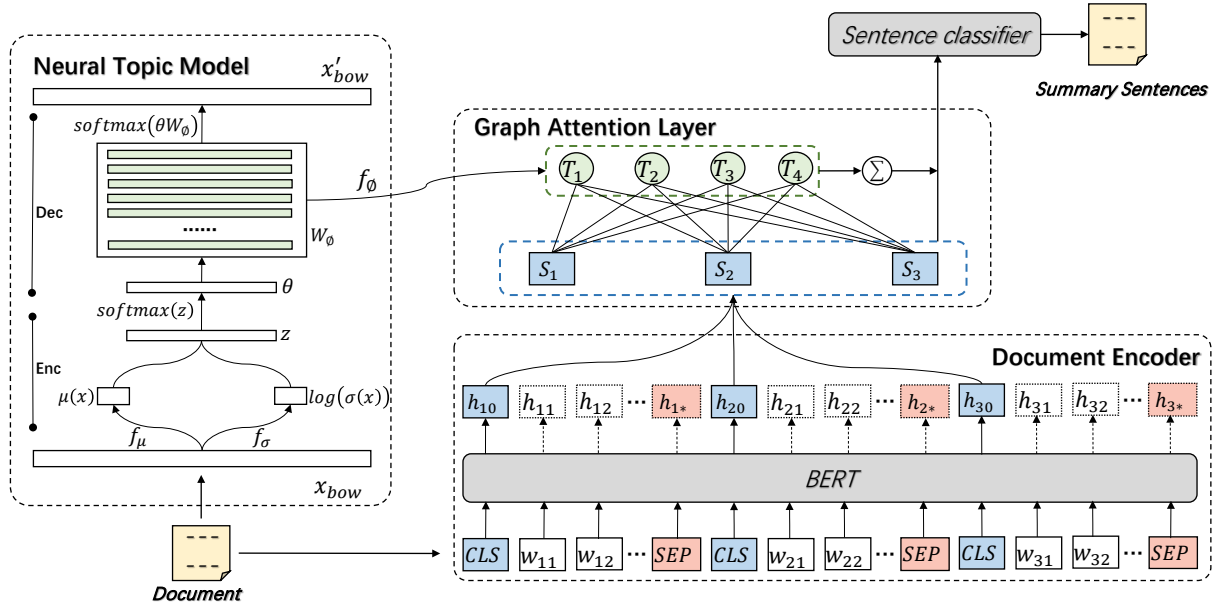 Sentence classifier
Summary Sentences
Neural Topic Model
x'_bow
softmax(θW_∅)
Dec
......
W_∅
θ
softmax(z)
z
Enc
μ(x)
log(σ(x))
f_μ
f_σ
x_bow
Document
f_∅
Graph Attention Layer
T_1 T_2 T_3 T_4 Σ
S_1 S_2 S_3
Document Encoder
h_10 h_11 h_12 ... h_1* h_20 h_21 h_22 ... h_2* h_30 h_31 h_32 ... h_3*
BERT
CLS w_11 w_12 ... SEP CLS w_21 w_22 ... SEP CLS w_31 w_32 ... SEP